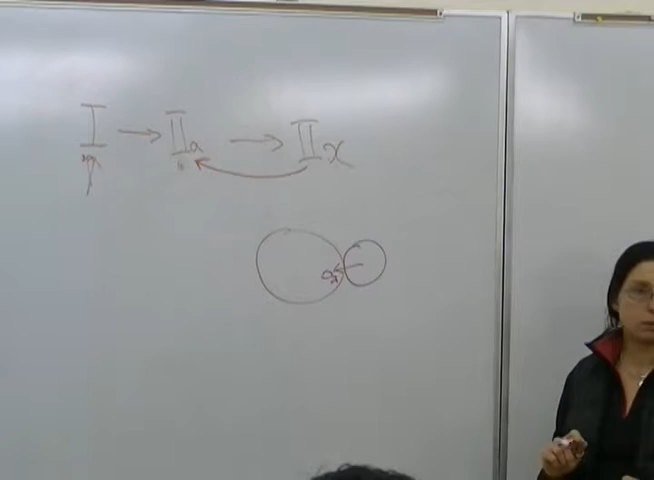 I → IIa → IIx